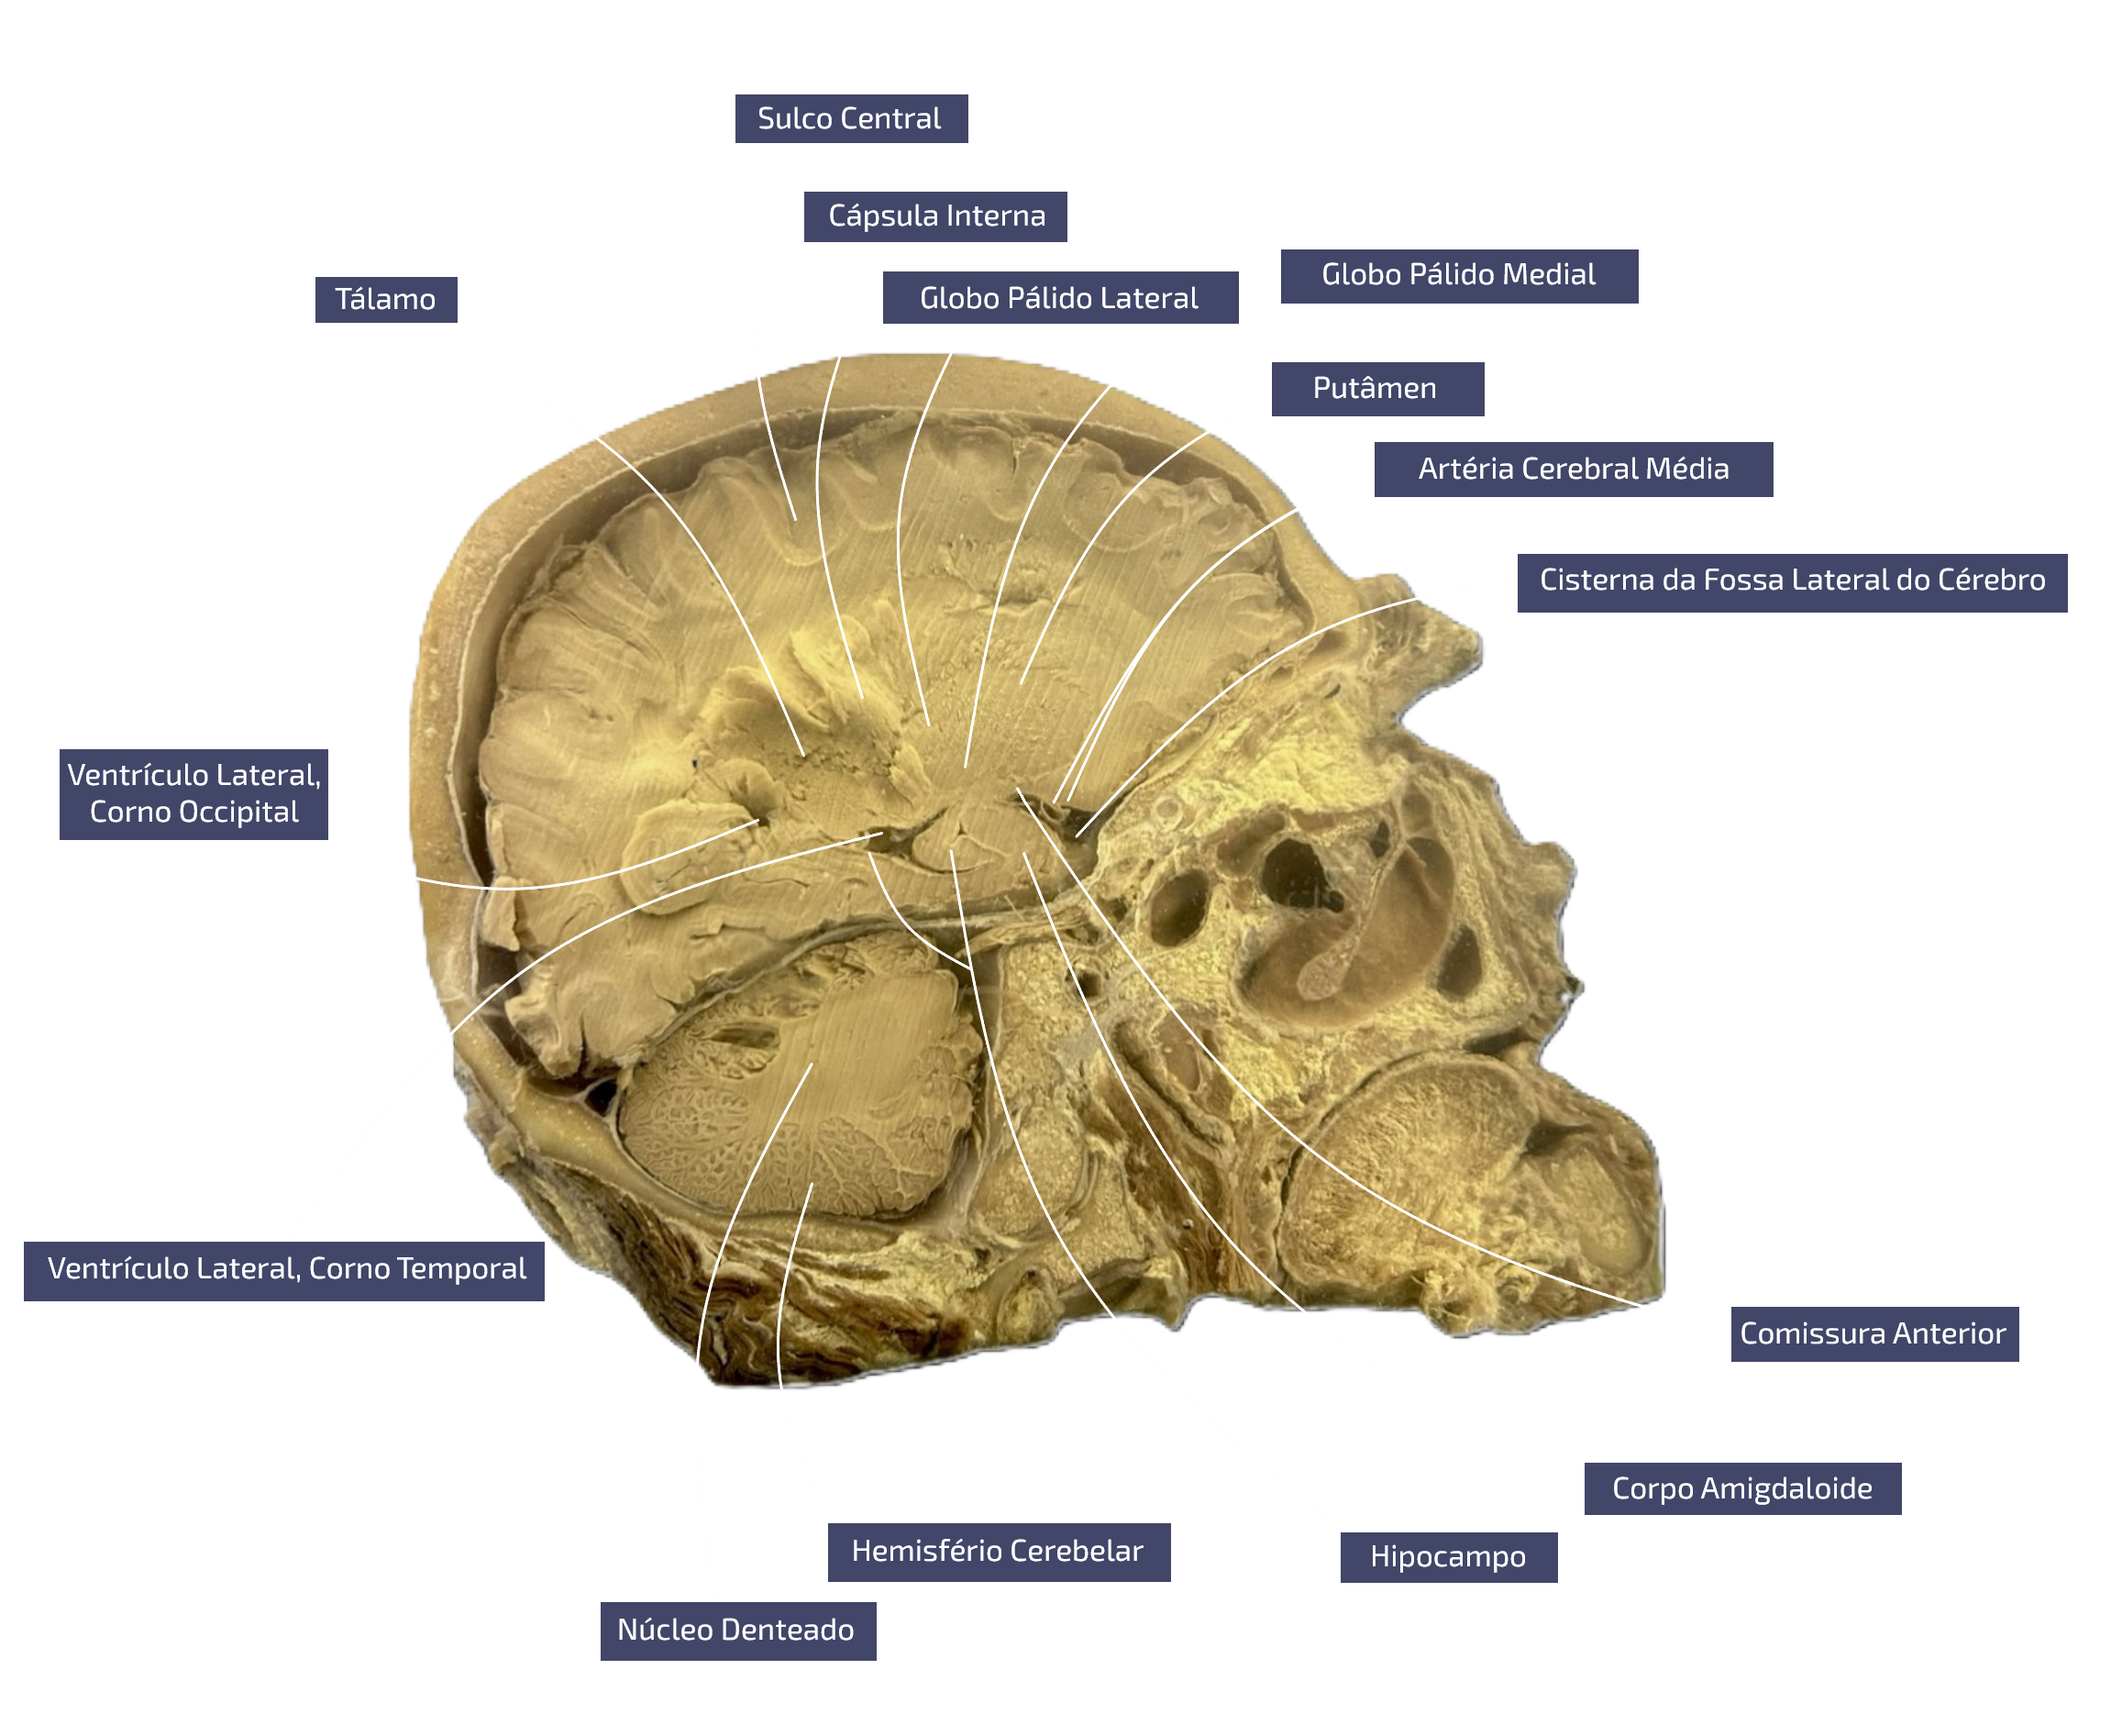 Sulco Central
Cápsula Interna
Globo Pálido Medial
Globo Pálido Lateral
Tálamo
Putâmen
Artéria Cerebral Média
Cisterna da Fossa Lateral do Cérebro
Ventrículo Lateral,
Corno Occipital
Ventrículo Lateral, Corno Temporal
Comissura Anterior
Corpo Amigdaloide
Hemisfério Cerebelar
Hipocampo
Núcleo Denteado